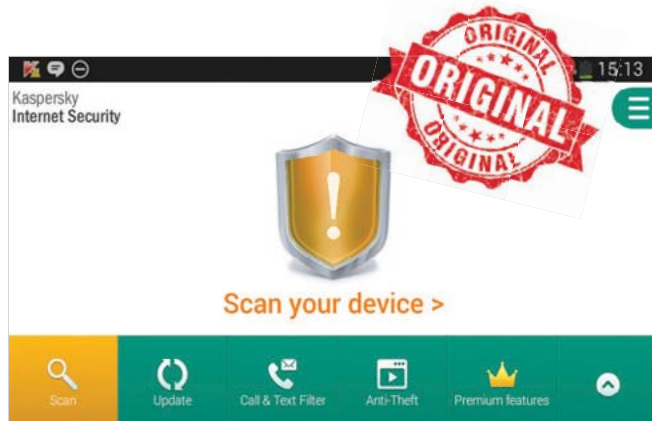 15:13
Kaspersky
Internet Security
ORIGINAL
ORIGINAL
ORIGINAL
!
Scan your device >
Scan
Update
Call & Text Filter
Anti-Theft
Premium features